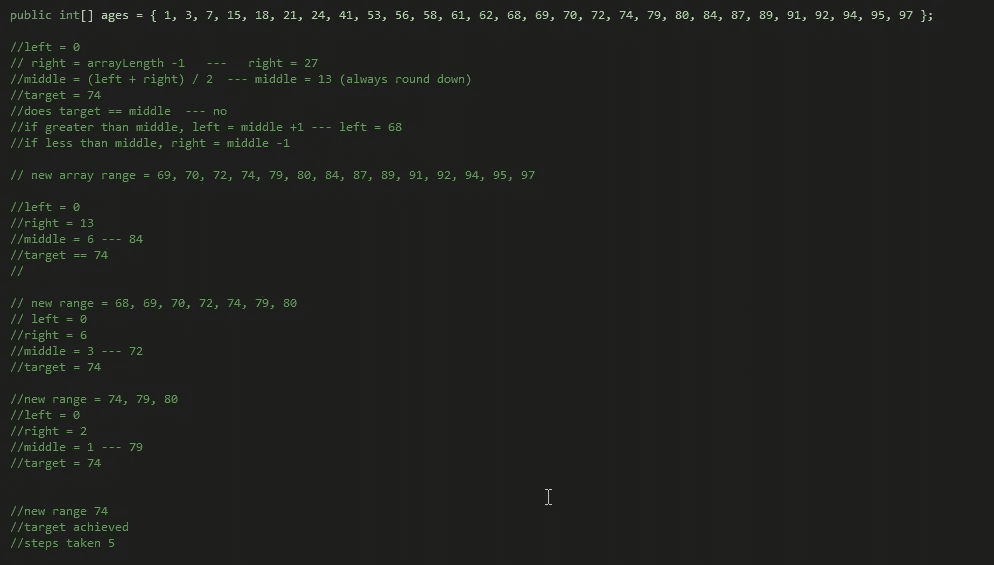 public int[] ages = { 1, 3, 7, 15, 18, 21, 24, 41, 53, 56, 58, 61, 62, 68, 69, 70, 72, 74, 79, 80, 84, 87, 89, 91, 92, 94, 95, 97 };
//left = 0
// right = arrayLength -1   ---   right = 27
//middle = (left + right) / 2  --- middle = 13 (always round down)
//target = 74
//does target == middle  --- no
//if greater than middle, left = middle +1 --- left = 68
//if less than middle, right = middle -1
// new array range = 69, 70, 72, 74, 79, 80, 84, 87, 89, 91, 92, 94, 95, 97
//left = 0
//right = 13
//middle = 6 --- 84
//target == 74
//
// new range = 68, 69, 70, 72, 74, 79, 80
// left = 0
//right = 6
//middle = 3 --- 72
//target = 74
//new range = 74, 79, 80
//left = 0
//right = 2
//middle = 1 --- 79
//target = 74
//new range 74
//target achieved
//steps taken 5